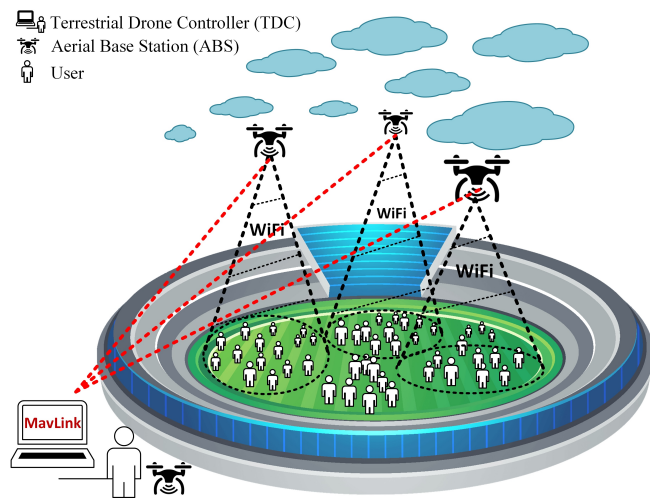 Terrestrial Drone Controller (TDC)
Aerial Base Station (ABS)
User
WiFi
WiFi
WiFi
MavLink